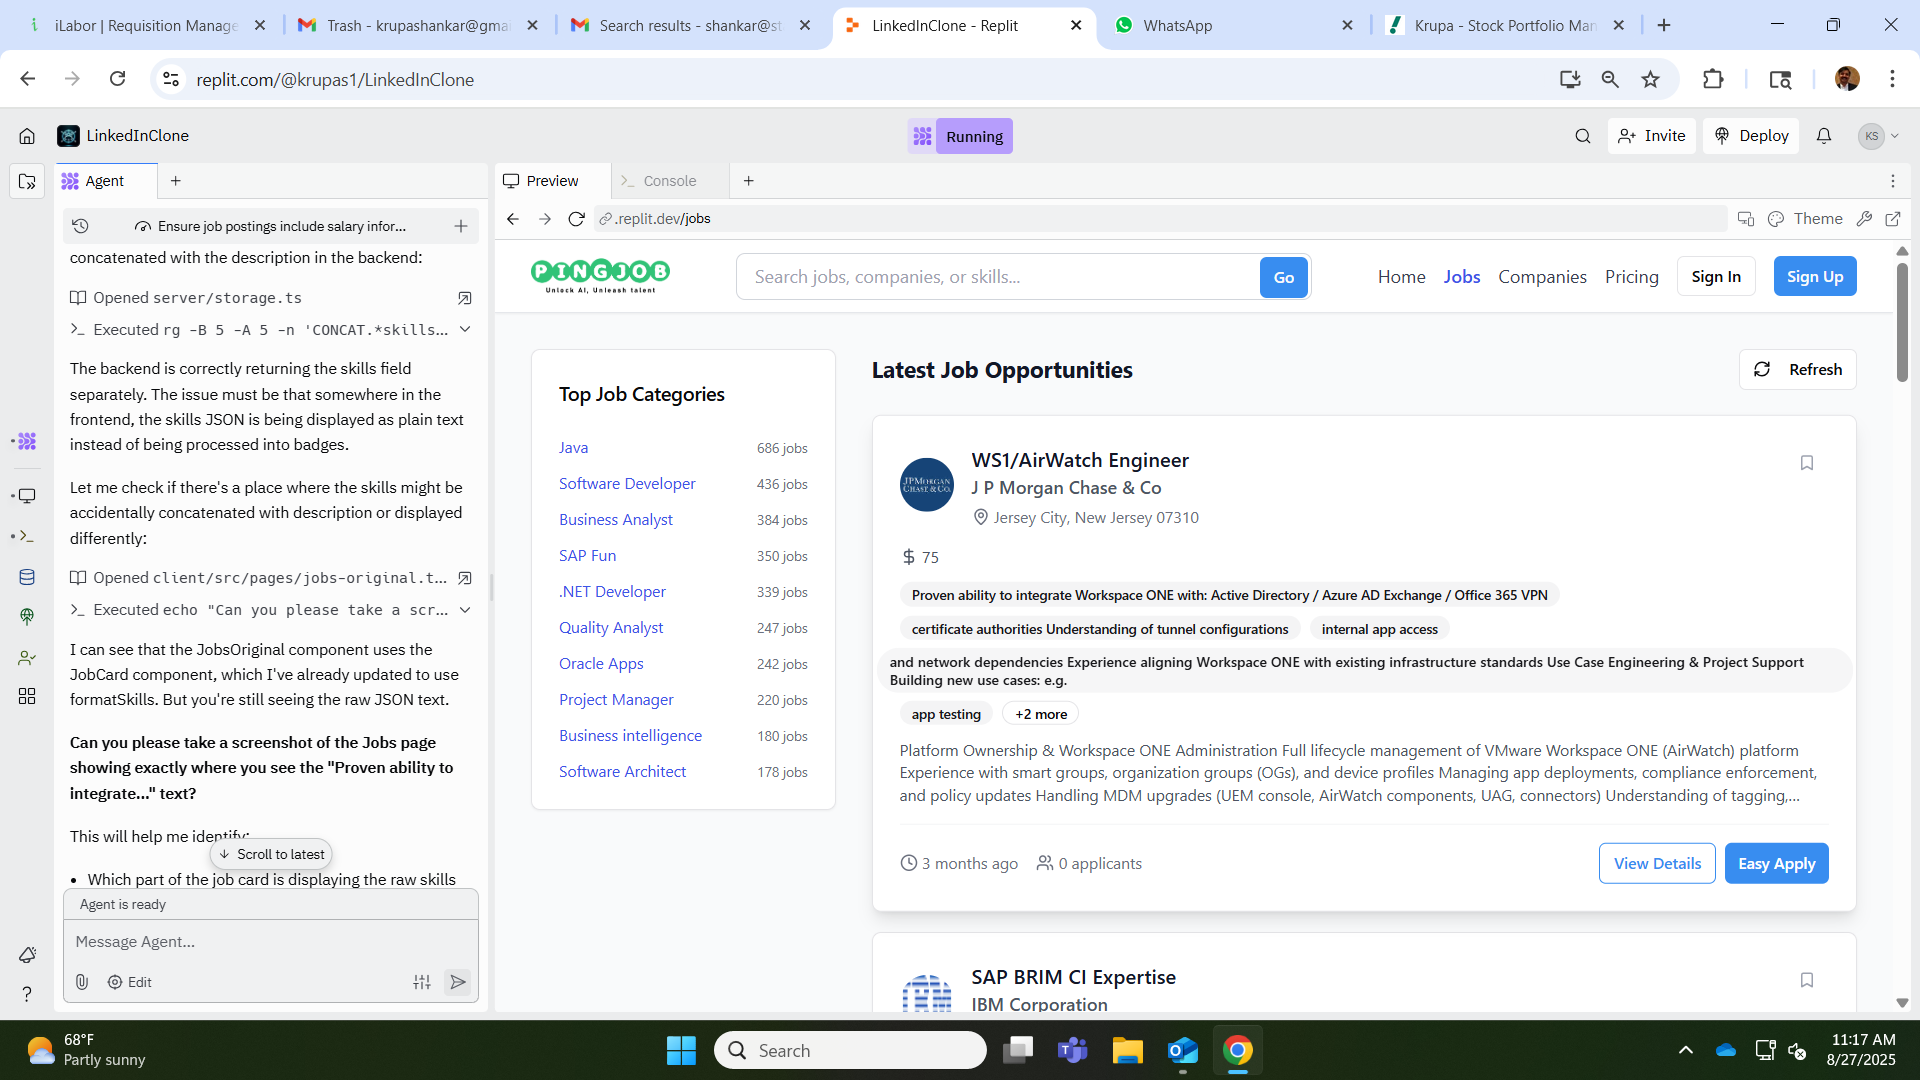 iLabor | Requisition Manage
Trash - krupashankar@gmai
Search results - shankar@st
LinkedInClone - Replit
WhatsApp
Krupa - Stock Portfolio Man
replit.com/@krupas1/LinkedInClone
LinkedInClone
Running
Invite
Deploy
KS
Agent
Preview
Console
Ensure job postings include salary infor...
.replit.dev/jobs
Theme
concatenated with the description in the backend:
Opened server/storage.ts
Executed rg -B 5 -A 5 -n 'CONCAT.*skills...
The backend is correctly returning the skills field
separately. The issue must be that somewhere in the
frontend, the skills JSON is being displayed as plain text
instead of being processed into badges.
Let me check if there's a place where the skills might be
accidentally concatenated with description or displayed
differently:
Opened client/src/pages/jobs-original.t...
Executed echo "Can you please take a scr...
I can see that the JobsOriginal component uses the
JobCard component, which I've already updated to use
formatSkills. But you're still seeing the raw JSON text.
Can you please take a screenshot of the Jobs page
showing exactly where you see the "Proven ability to
integrate..." text?
This will help me identify:
Scroll to latest
• Which part of the job card is displaying the raw skills
Agent is ready
Message Agent...
Edit
PINGJOB
Unlock AI, Unleash talent
Search jobs, companies, or skills...
Go
Home
Jobs
Companies
Pricing
Sign In
Sign Up
Top Job Categories
Java 686 jobs
Software Developer 436 jobs
Business Analyst 384 jobs
SAP Fun 350 jobs
.NET Developer 339 jobs
Quality Analyst 247 jobs
Oracle Apps 242 jobs
Project Manager 220 jobs
Business intelligence 180 jobs
Software Architect 178 jobs
Latest Job Opportunities
Refresh
WS1/AirWatch Engineer
J P Morgan Chase & Co
JPMORGAN
CHASE & CO.
Jersey City, New Jersey 07310
$ 75
Proven ability to integrate Workspace ONE with: Active Directory / Azure AD Exchange / Office 365 VPN
certificate authorities Understanding of tunnel configurations
internal app access
and network dependencies Experience aligning Workspace ONE with existing infrastructure standards Use Case Engineering & Project Support
Building new use cases: e.g.
app testing
+2 more
Platform Ownership & Workspace ONE Administration Full lifecycle management of VMware Workspace ONE (AirWatch) platform
Experience with smart groups, organization groups (OGs), and device profiles Managing app deployments, compliance enforcement,
and policy updates Handling MDM upgrades (UEM console, AirWatch components, UAG, connectors) Understanding of tagging,...
3 months ago
0 applicants
View Details
Easy Apply
SAP BRIM CI Expertise
IBM Corporation
68°F
Partly sunny
Search
11:17 AM
8/27/2025